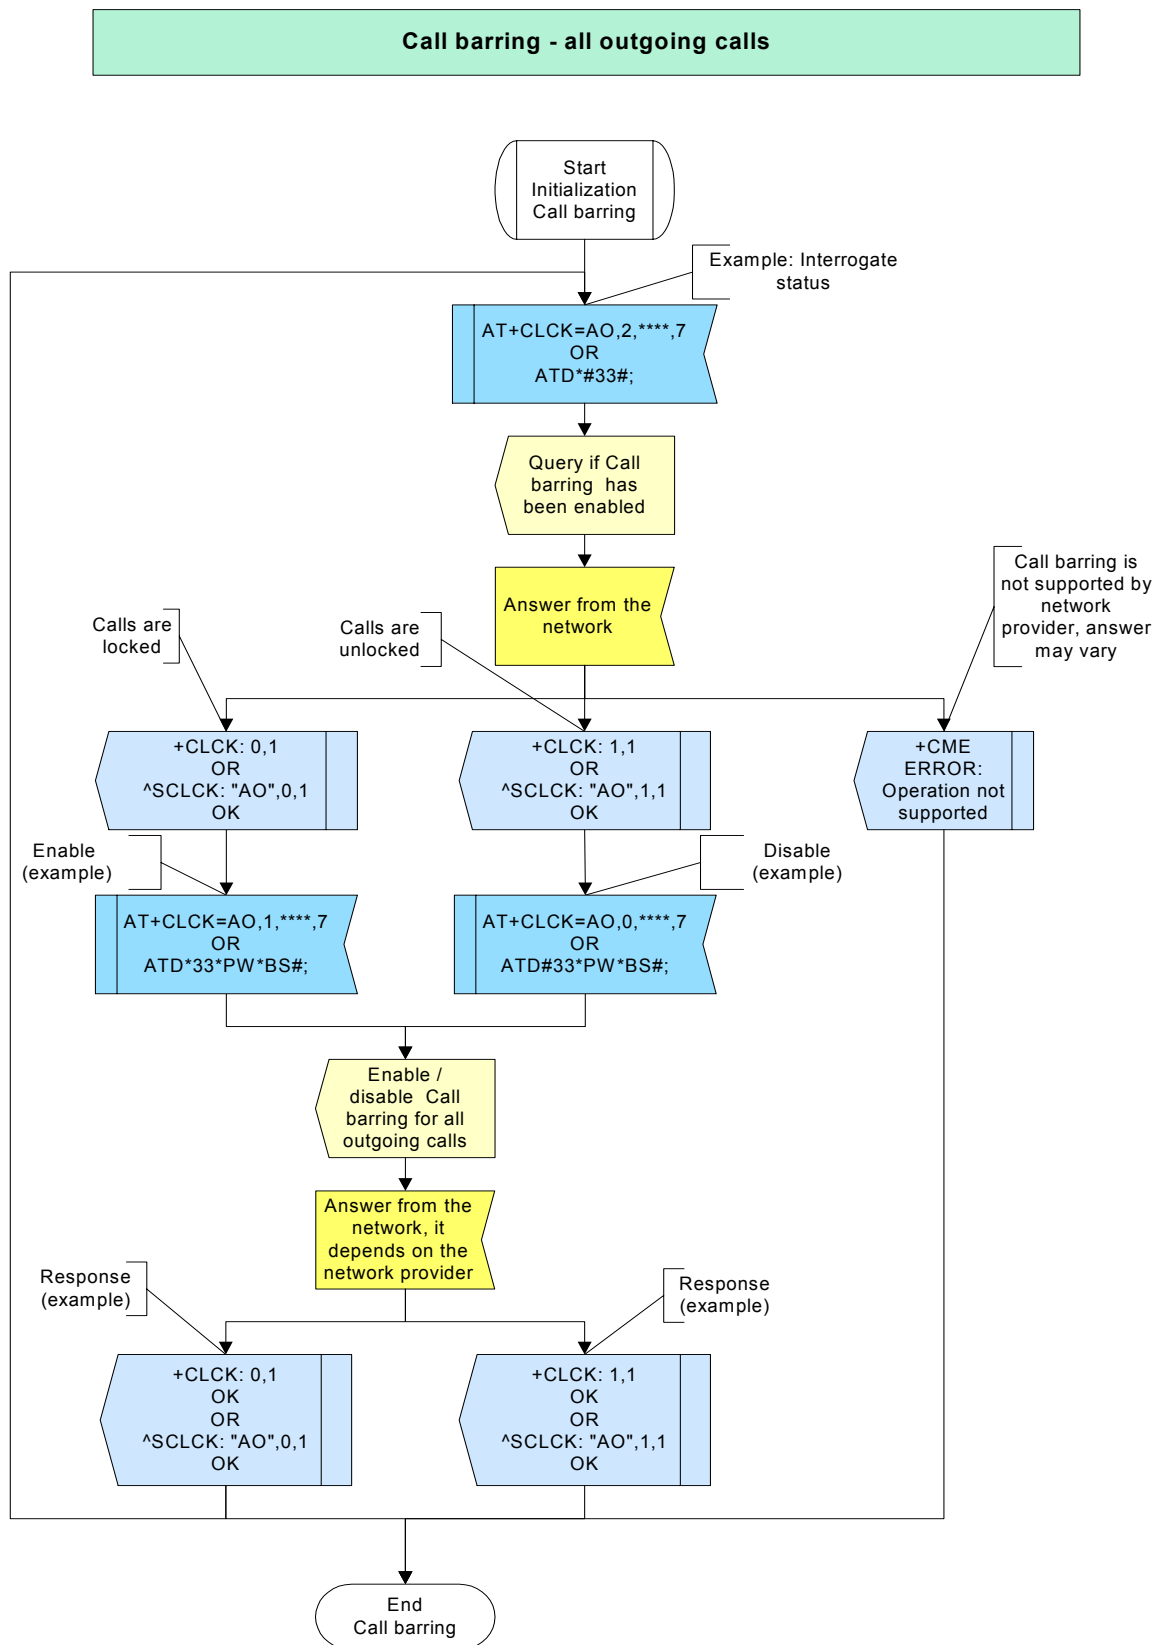 Call barring - all outgoing calls
Start
Initialization
Call barring
Example: Interrogate
status
AT+CLCK=AO,2,****,7
OR
ATD*#33#;
Query if Call
barring has
been enabled
Answer from the
network
Call barring is
not supported by
network
provider, answer
may vary
Calls are
locked
Calls are
unlocked
+CLCK: 0,1
OR
^SCLCK: "AO",0,1
OK
+CLCK: 1,1
OR
^SCLCK: "AO",1,1
OK
+CME
ERROR:
Operation not
supported
Enable
(example)
Disable
(example)
AT+CLCK=AO,1,****,7
OR
ATD*33*PW*BS#;
AT+CLCK=AO,0,****,7
OR
ATD#33*PW*BS#;
Enable /
disable Call
barring for all
outgoing calls
Answer from the
network, it
depends on the
network provider
Response
(example)
Response
(example)
+CLCK: 0,1
OK
OR
^SCLCK: "AO",0,1
OK
+CLCK: 1,1
OK
OR
^SCLCK: "AO",1,1
OK
End
Call barring